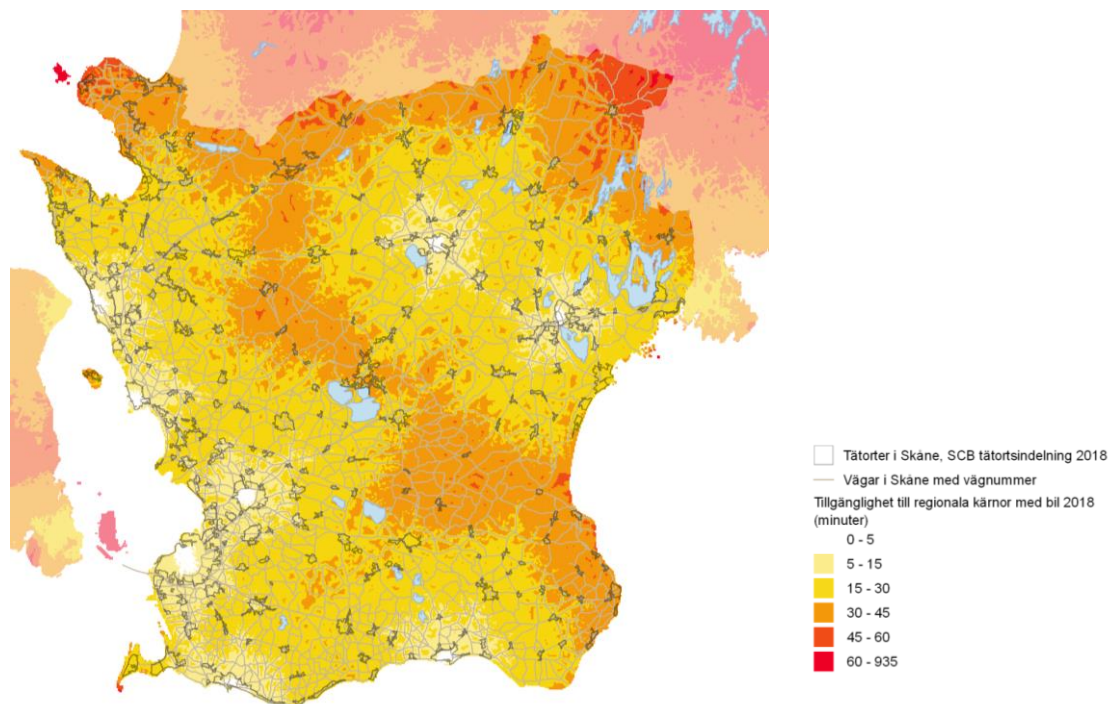 Tätorter i Skåne, SCB tätortsindelning 2018
Vägar i Skåne med vägnummer
Tillgänglighet till regionala kärnor med bil 2018
(minuter)
0 - 5
5 - 15
15 - 30
30 - 45
45 - 60
60 - 935